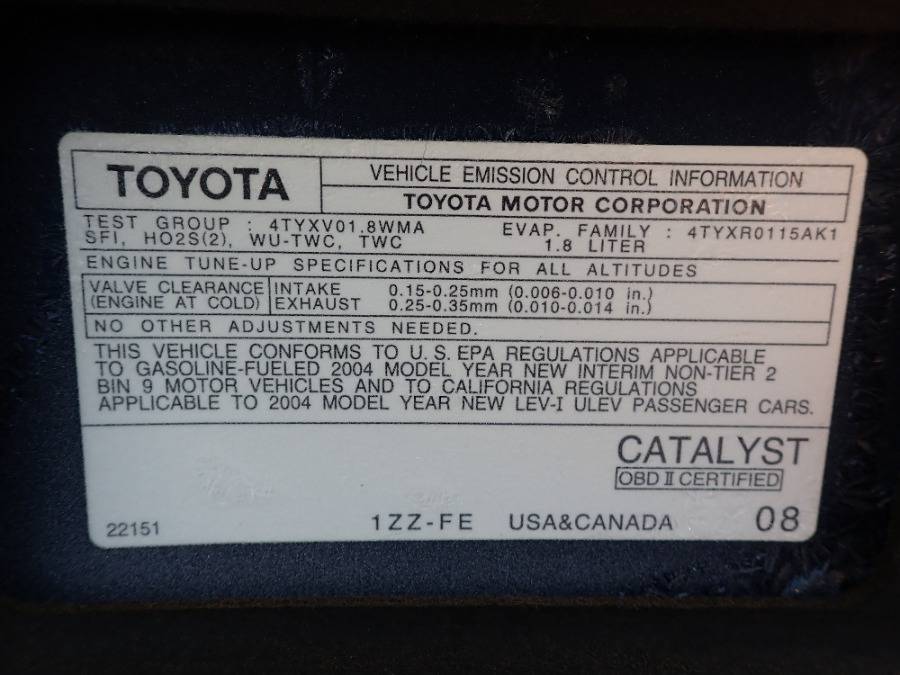 TOYOTA
VEHICLE EMISSION CONTROL INFORMATION
TOYOTA MOTOR CORPORATION
TEST GROUP : 4TYXV01.8WMA
EVAP. FAMILY : 4TYXR0115AK1
SFI, HO2S(2), WU-TWC, TWC
1.8 LITER
ENGINE TUNE-UP SPECIFICATIONS FOR ALL ALTITUDES
VALVE CLEARANCE
(ENGINE AT COLD)
INTAKE 0.15-0.25mm (0.006-0.010 in.)
EXHAUST 0.25-0.35mm (0.010-0.014 in.)
NO OTHER ADJUSTMENTS NEEDED.
THIS VEHICLE CONFORMS TO U.S. EPA REGULATIONS APPLICABLE
TO GASOLINE-FUELED 2004 MODEL YEAR NEW INTERIM NON-TIER 2
BIN 9 MOTOR VEHICLES AND TO CALIFORNIA REGULATIONS
APPLICABLE TO 2004 MODEL YEAR NEW LEV-I ULEV PASSENGER CARS.
CATALYST
OBD II CERTIFIED
22151 1ZZ-FE USA&CANADA 08